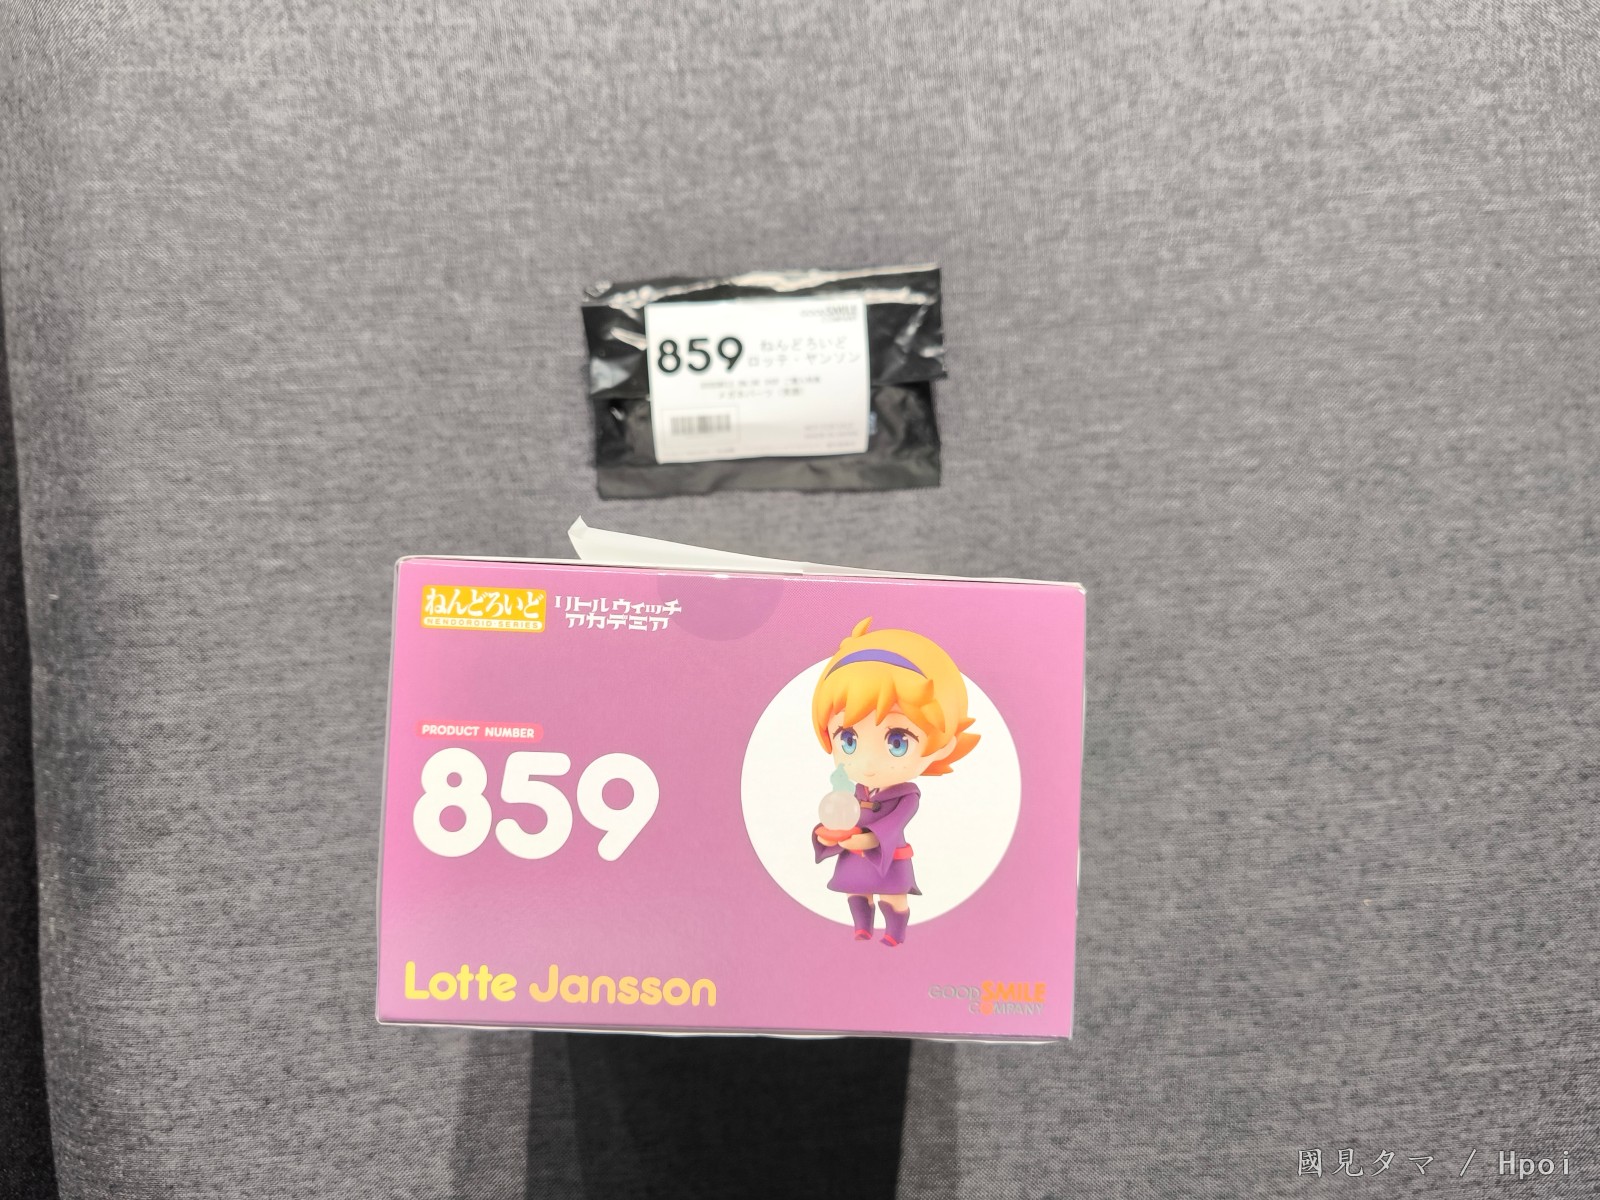 GOOD SMILE
COMPANY
859
ねんどろいど
ロッテ・ヤンソン
ねんどろいど
NENDOROID SERIES
リトルウィッチ
アカデミア
PRODUCT NUMBER
859
Lotte Jansson
GOOD SMILE
COMPANY
國見タマ / Hpoi